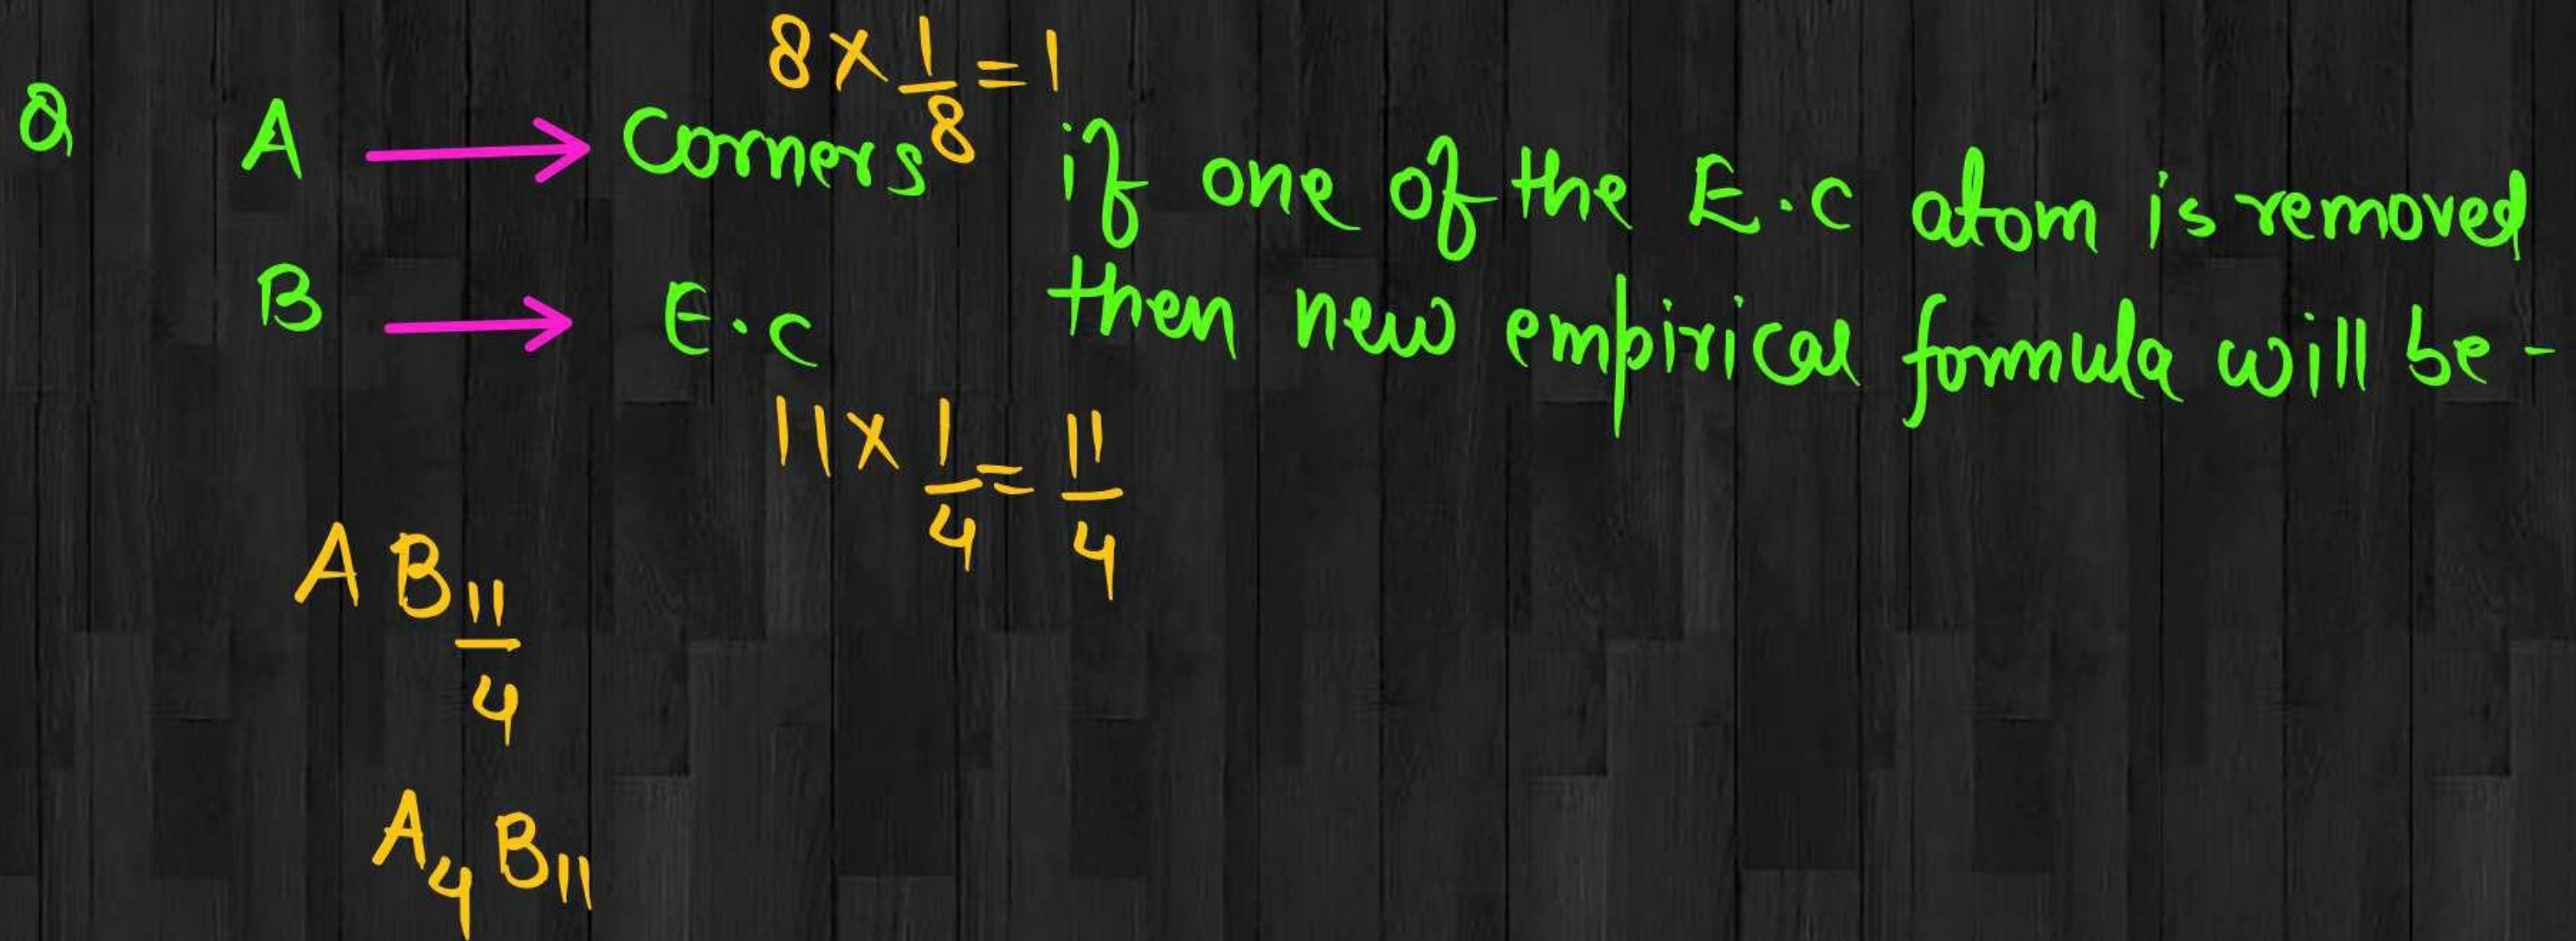 8 × 1/8 = 1
Q A → Corners if one of the E.C atom is removed
B → E.C then new empirical formula will be -
11 × 1/4 = 11/4
A B 11/4
A4 B11